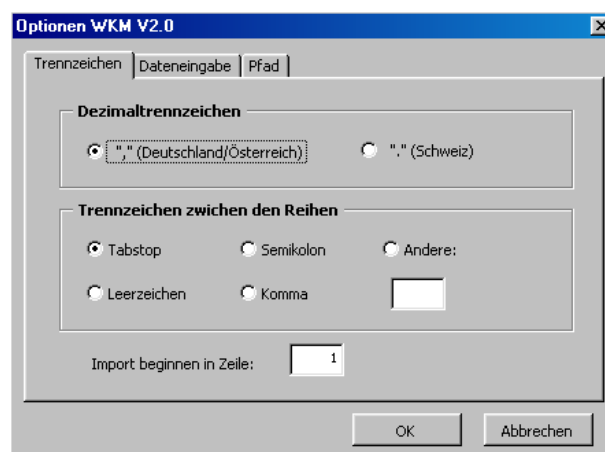 Optionen WKM V2.0
Trennzeichen Dateneingabe Pfad
Dezimaltrennzeichen
"," (Deutschland/Österreich) "." (Schweiz)
Trennzeichen zwichen den Reihen
Tabstop Semikolon Andere:
Leerzeichen Komma
Import beginnen in Zeile: 1
OK Abbrechen